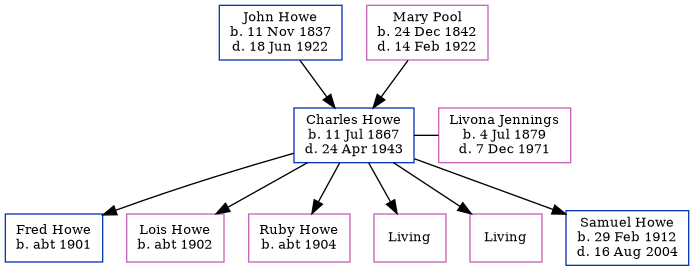 John Howe
b. 11 Nov 1837
d. 18 Jun 1922
Mary Pool
b. 24 Dec 1842
d. 14 Feb 1922
Charles Howe
b. 11 Jul 1867
d. 24 Apr 1943
Livona Jennings
b. 4 Jul 1879
d. 7 Dec 1971
Fred Howe
b. abt 1901
Lois Howe
b. abt 1902
Ruby Howe
b. abt 1904
Living
Living
Samuel Howe
b. 29 Feb 1912
d. 16 Aug 2004